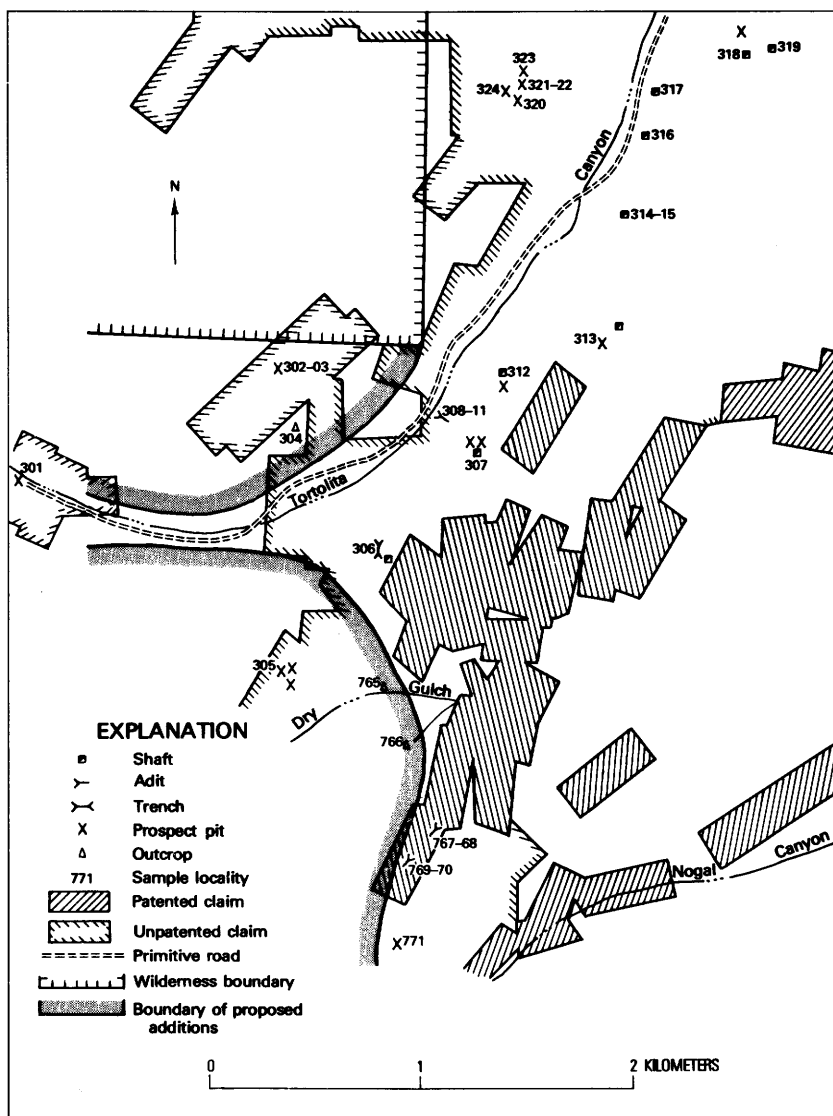 323
318
319
321–22
324
320
317
316
Canyon
N
314–15
313
302–03
312
308–11
304
307
301
Tortolita
306
305
765
Gulch
Dry
766
EXPLANATION
Shaft
Adit
Trench
Prospect pit
Outcrop
771 Sample locality
Patented claim
Unpatented claim
Primitive road
Wilderness boundary
Boundary of proposed
additions
767–68
769–70
Nogal
Canyon
771
0 1 2 KILOMETERS